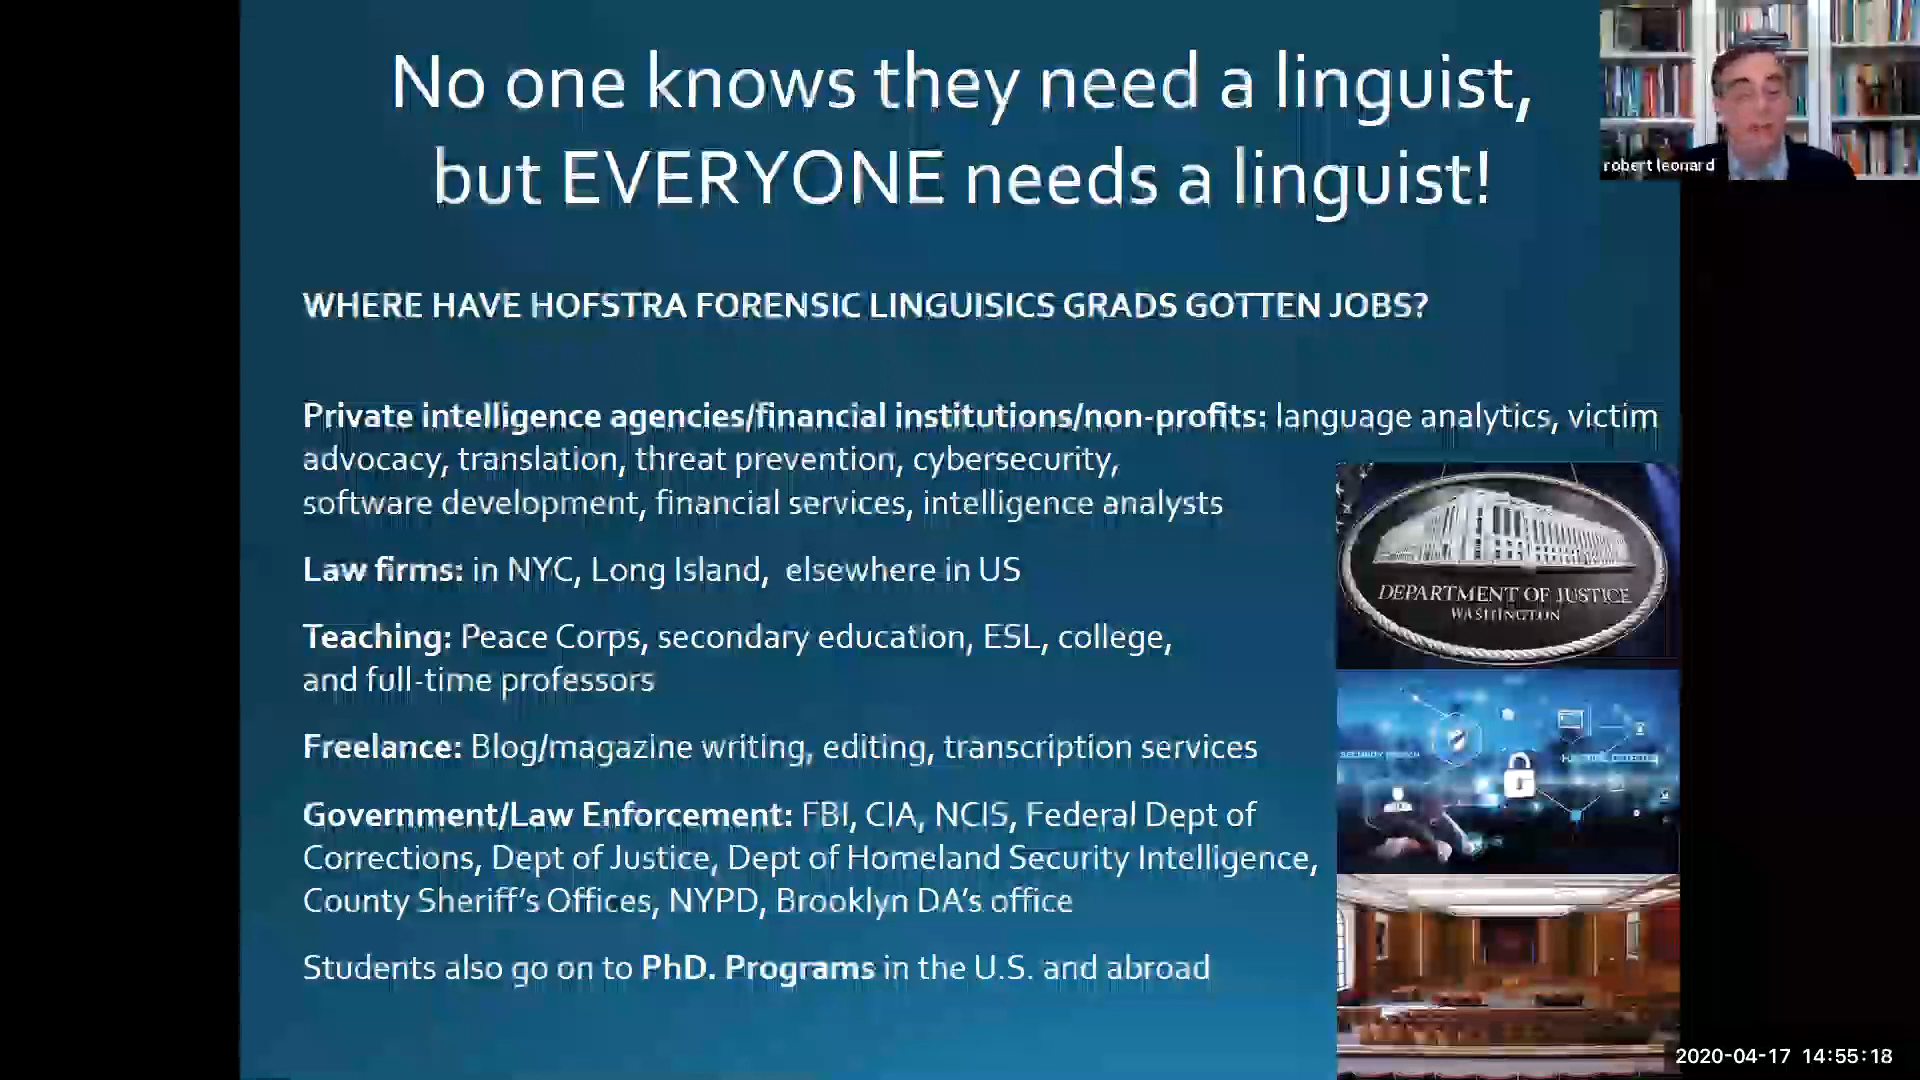 No one knows they need a linguist,
but EVERYONE needs a linguist!
robert leonard
WHERE HAVE HOFSTRA FORENSIC LINGUISICS GRADS GOTTEN JOBS?
Private intelligence agencies/financial institutions/non-profits: language analytics, victim
advocacy, translation, threat prevention, cybersecurity,
software development, financial services, intelligence analysts
Law firms: in NYC, Long Island, elsewhere in US
Teaching: Peace Corps, secondary education, ESL, college,
and full-time professors
Freelance: Blog/magazine writing, editing, transcription services
Government/Law Enforcement: FBI, CIA, NCIS, Federal Dept of
Corrections, Dept of Justice, Dept of Homeland Security Intelligence,
County Sheriff's Offices, NYPD, Brooklyn DA's office
Students also go on to PhD. Programs in the U.S. and abroad
DEPARTMENT OF JUSTICE
WASHINGTON
2020-04-17 14:55:18